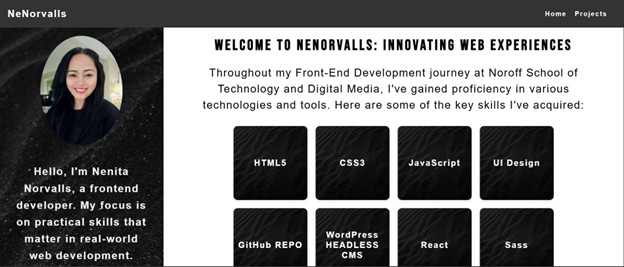 NeNorvalls
Home Projects
Hello, I'm Nenita
Norvalls, a frontend
developer. My focus is
on practical skills that
matter in real-world
web development.
WELCOME TO NENORVALLS: INNOVATING WEB EXPERIENCES
Throughout my Front-End Development journey at Noroff School of
Technology and Digital Media, I've gained proficiency in various
technologies and tools. Here are some of the key skills I've acquired:
HTML5
CSS3
JavaScript
UI Design
GitHub REPO
WordPress
HEADLESS
CMS
React
Sass